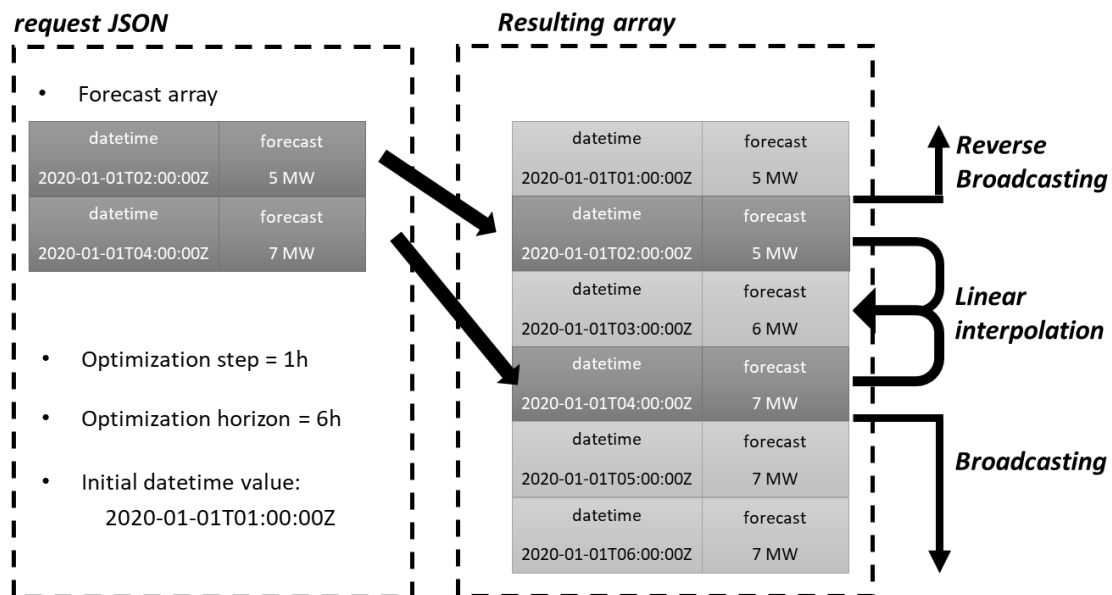 request JSON
• Forecast array
datetime forecast
2020-01-01T02:00:00Z 5 MW
datetime forecast
2020-01-01T04:00:00Z 7 MW
• Optimization step = 1h
• Optimization horizon = 6h
• Initial datetime value:
2020-01-01T01:00:00Z
Resulting array
datetime forecast
2020-01-01T01:00:00Z 5 MW
datetime forecast
2020-01-01T02:00:00Z 5 MW
datetime forecast
2020-01-01T03:00:00Z 6 MW
datetime forecast
2020-01-01T04:00:00Z 7 MW
datetime forecast
2020-01-01T05:00:00Z 7 MW
datetime forecast
2020-01-01T06:00:00Z 7 MW
Reverse
Broadcasting
Linear
interpolation
Broadcasting